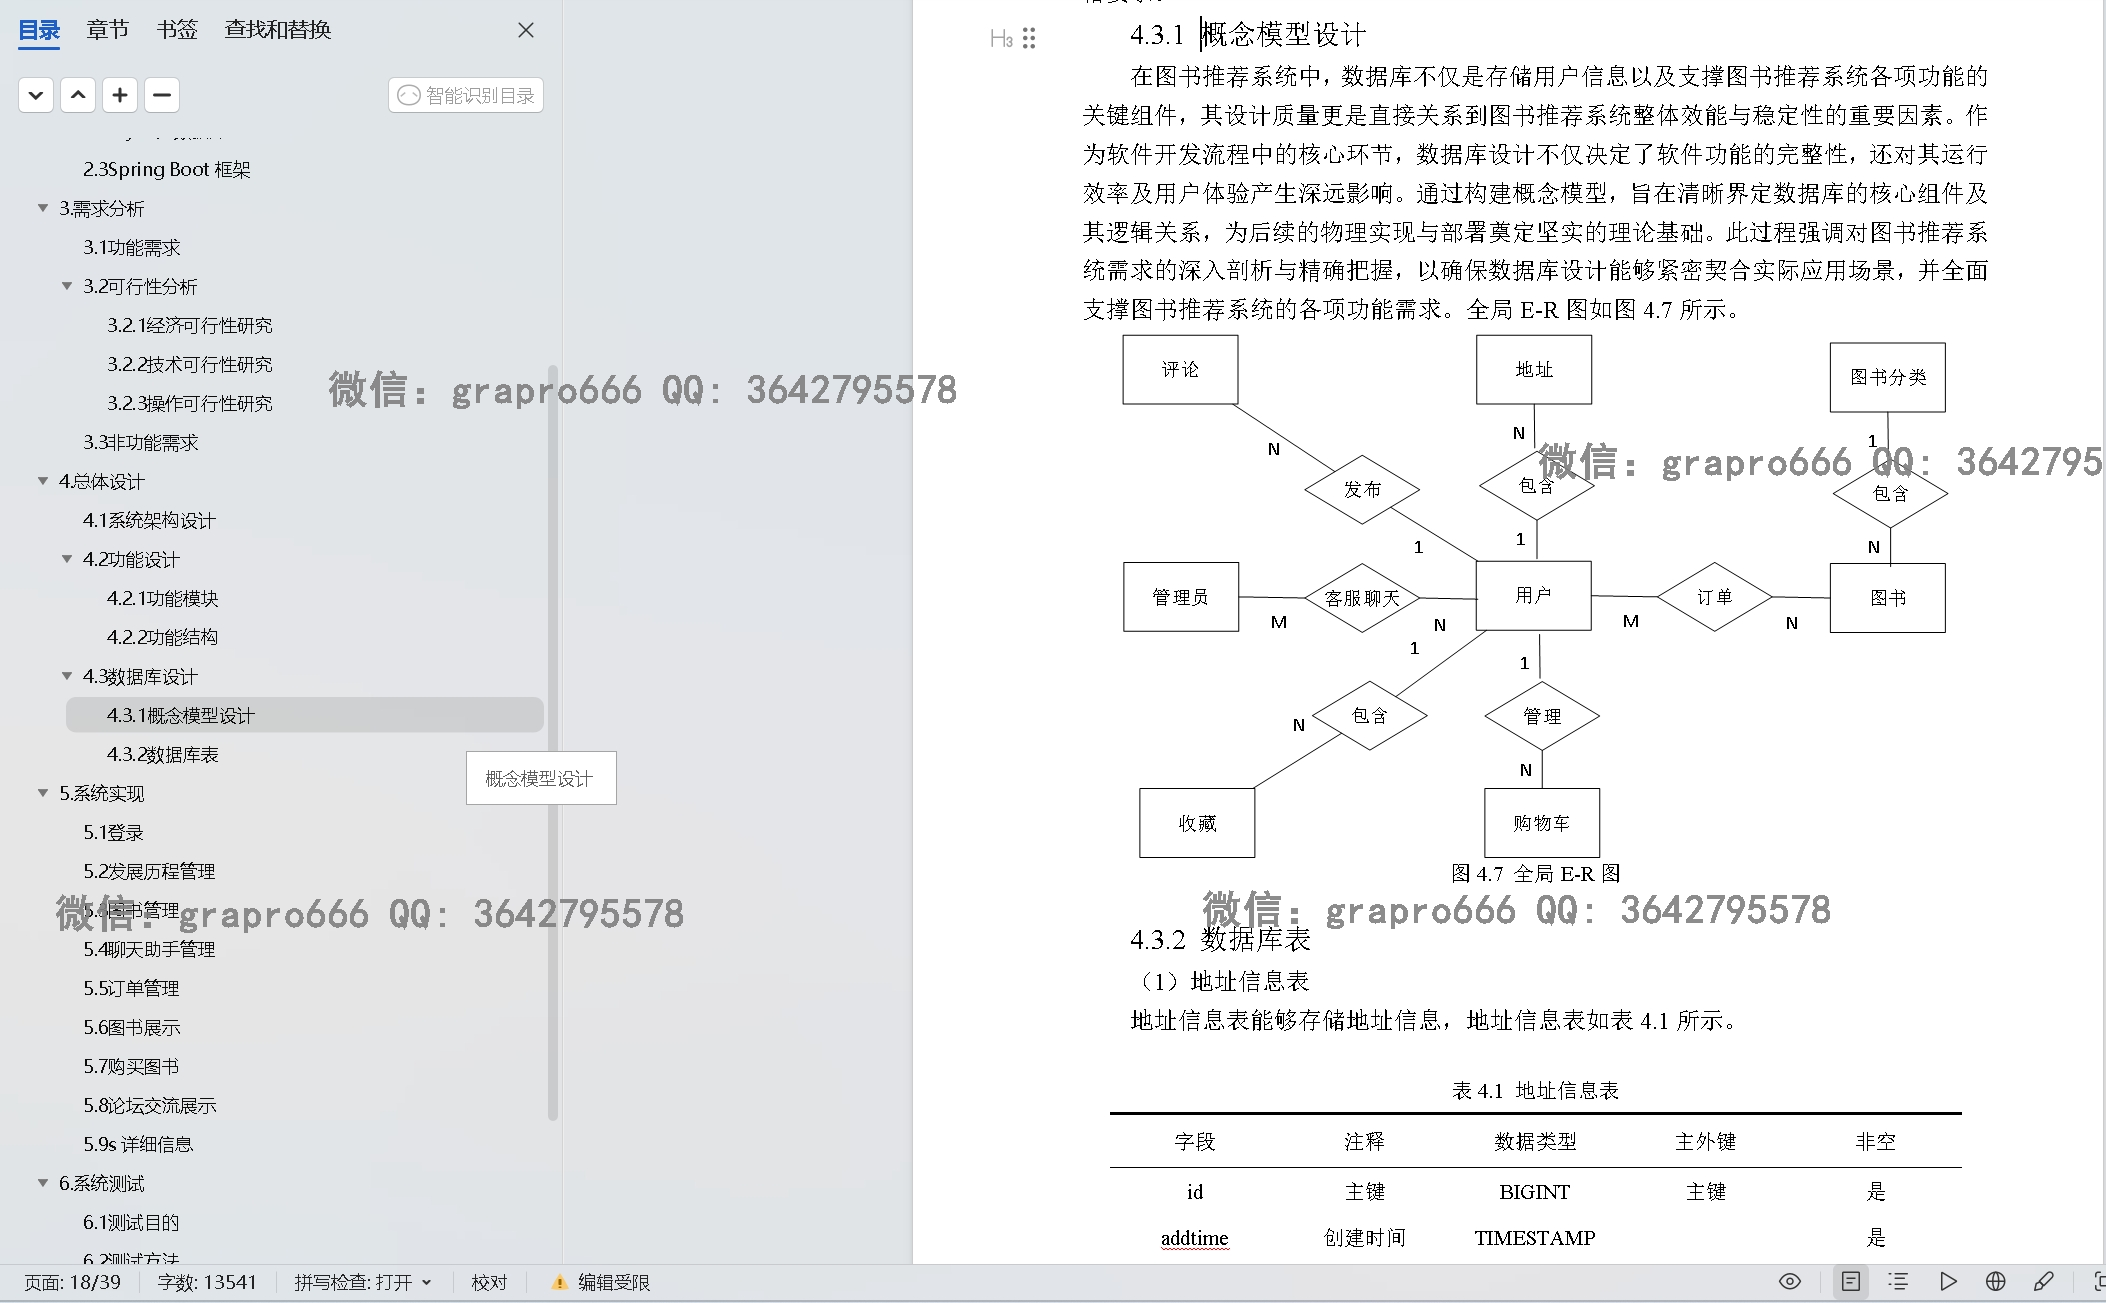 目录 章节 书签 查找和替换
智能识别目录
2.3Spring Boot 框架
3.需求分析
3.1功能需求
3.2可行性分析
3.2.1经济可行性研究
3.2.2技术可行性研究
3.2.3操作可行性研究
3.3非功能需求
4.总体设计
4.1系统架构设计
4.2功能设计
4.2.1功能模块
4.2.2功能结构
4.3数据库设计
4.3.1概念模型设计
4.3.2数据库表
概念模型设计
5.系统实现
5.1登录
5.2发展历程管理
5.3图书管理
5.4聊天助手管理
5.5订单管理
5.6图书展示
5.7购买图书
5.8论坛交流展示
5.9s 详细信息
6.系统测试
6.1测试目的
6.2测试方法
微信：grapro666 QQ: 3642795578
微信：grapro666 QQ: 3642795578
H3
4.3.1 概念模型设计
在图书推荐系统中，数据库不仅是存储用户信息以及支撑图书推荐系统各项功能的
关键组件，其设计质量更是直接关系到图书推荐系统整体效能与稳定性的重要因素。作
为软件开发流程中的核心环节，数据库设计不仅决定了软件功能的完整性，还对其运行
效率及用户体验产生深远影响。通过构建概念模型，旨在清晰界定数据库的核心组件及
其逻辑关系，为后续的物理实现与部署奠定坚实的理论基础。此过程强调对图书推荐系
统需求的深入剖析与精确把握，以确保数据库设计能够紧密契合实际应用场景，并全面
支撑图书推荐系统的各项功能需求。全局 E-R 图如图 4.7 所示。
评论 地址 图书分类
N N 1
微信：grapro666 QQ: 3642795
发布 包含 包含
1 1 N
管理员 客服聊天 用户 订单 图书
M N M N
1 1
N 包含 管理
N
收藏 购物车
图 4.7 全局 E-R 图
微信：grapro666 QQ: 3642795578
4.3.2 数据库表
（1）地址信息表
地址信息表能够存储地址信息，地址信息表如表 4.1 所示。
表 4.1 地址信息表
字段 注释 数据类型 主外键 非空
id 主键 BIGINT 主键 是
addtime 创建时间 TIMESTAMP 是
页面: 18/39 字数: 13541 拼写检查: 打开 校对 编辑受限